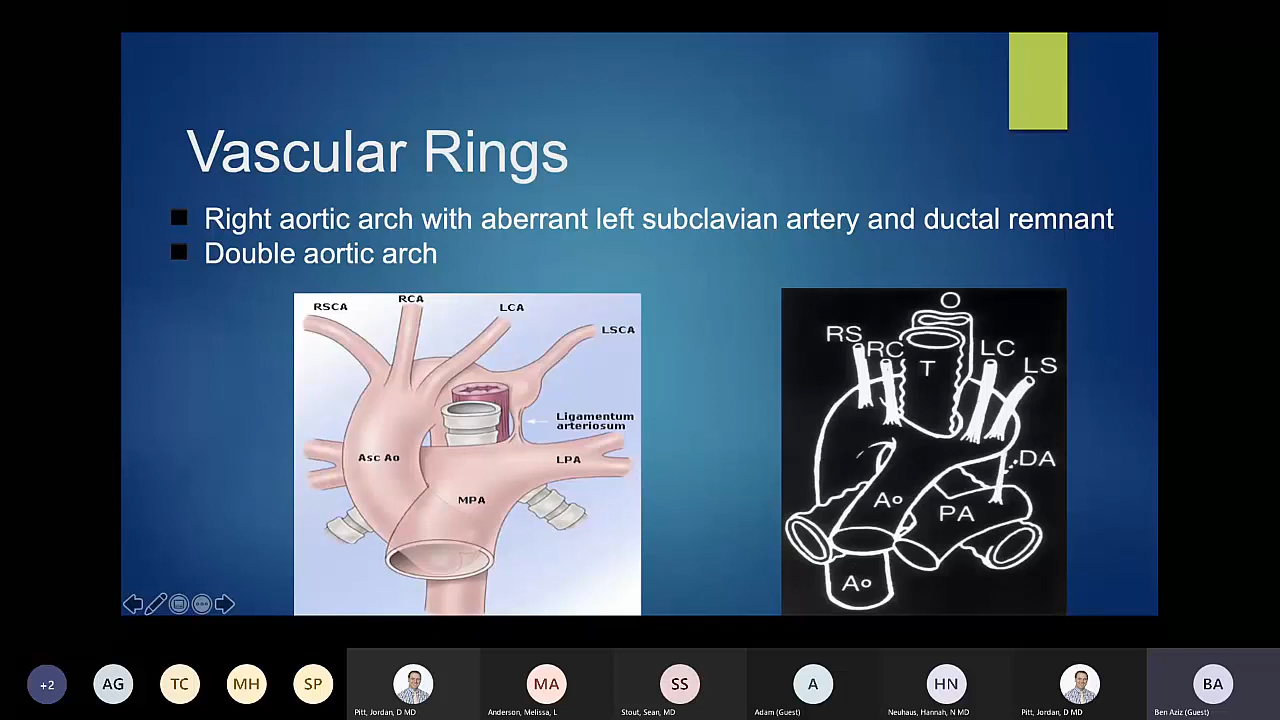 Vascular Rings
Right aortic arch with aberrant left subclavian artery and ductal remnant
Double aortic arch
RSCA
RCA
LCA
LSCA
Ligamentum
arteriosum
Asc Ao
LPA
MPA
O
RS
RC
T
LC
LS
DA
Ao
PA
Ao
+2
AG
TC
MH
SP
MA
SS
A
HN
BA
Pitt, Jordan, D MD
Anderson, Melissa, L
Stout, Sean, MD
Adam (Guest)
Neuhaus, Hannah, N MD
Pitt, Jordan, D MD
Ben Aziz (Guest)